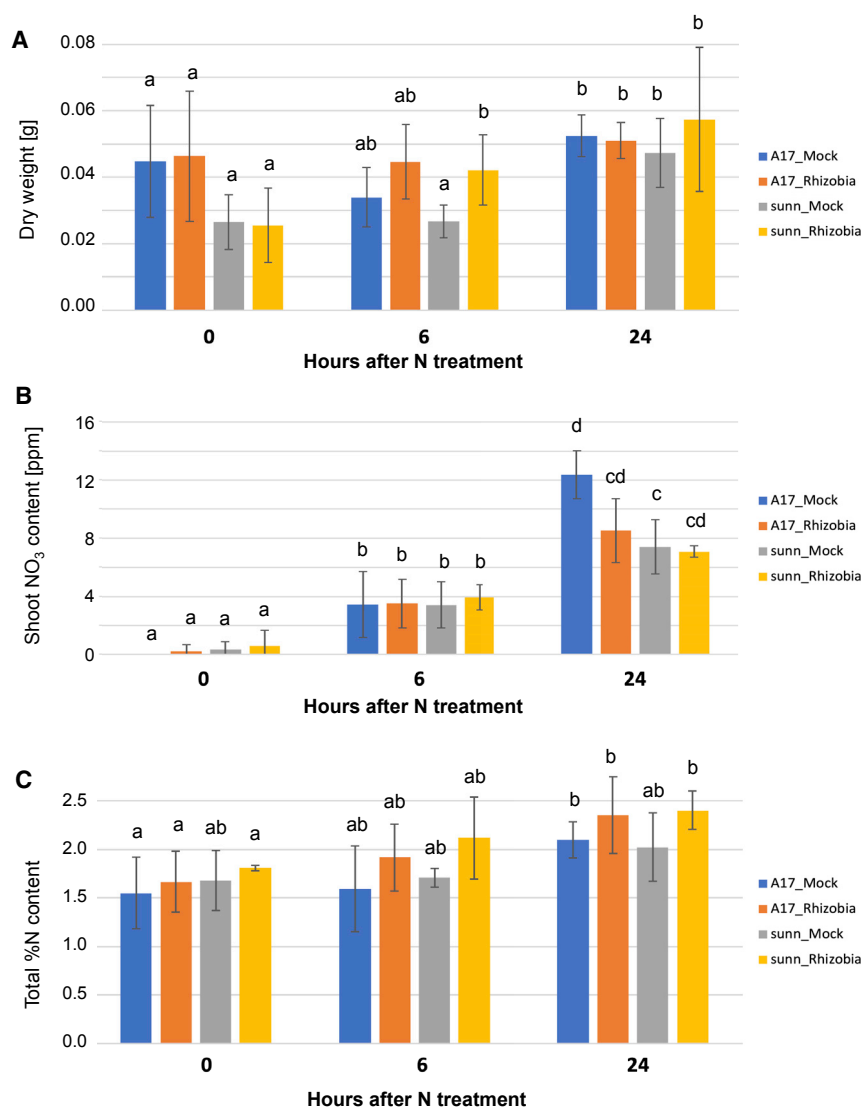 A
Dry weight [g]
0.08
0.06
0.04
0.02
0.00
a a a a
ab ab a b
b b b b
0 6 24
Hours after N treatment
A17_Mock
A17_Rhizobia
sunn_Mock
sunn_Rhizobia
B
Shoot NO3 content [ppm]
16
12
8
4
0
a a a a
b b b b
d cd c cd
0 6 24
Hours after N treatment
A17_Mock
A17_Rhizobia
sunn_Mock
sunn_Rhizobia
C
Total %N content
2.5
2.0
1.5
1.0
0.5
0.0
a a ab a
ab ab ab ab
b b ab b
0 6 24
Hours after N treatment
A17_Mock
A17_Rhizobia
sunn_Mock
sunn_Rhizobia